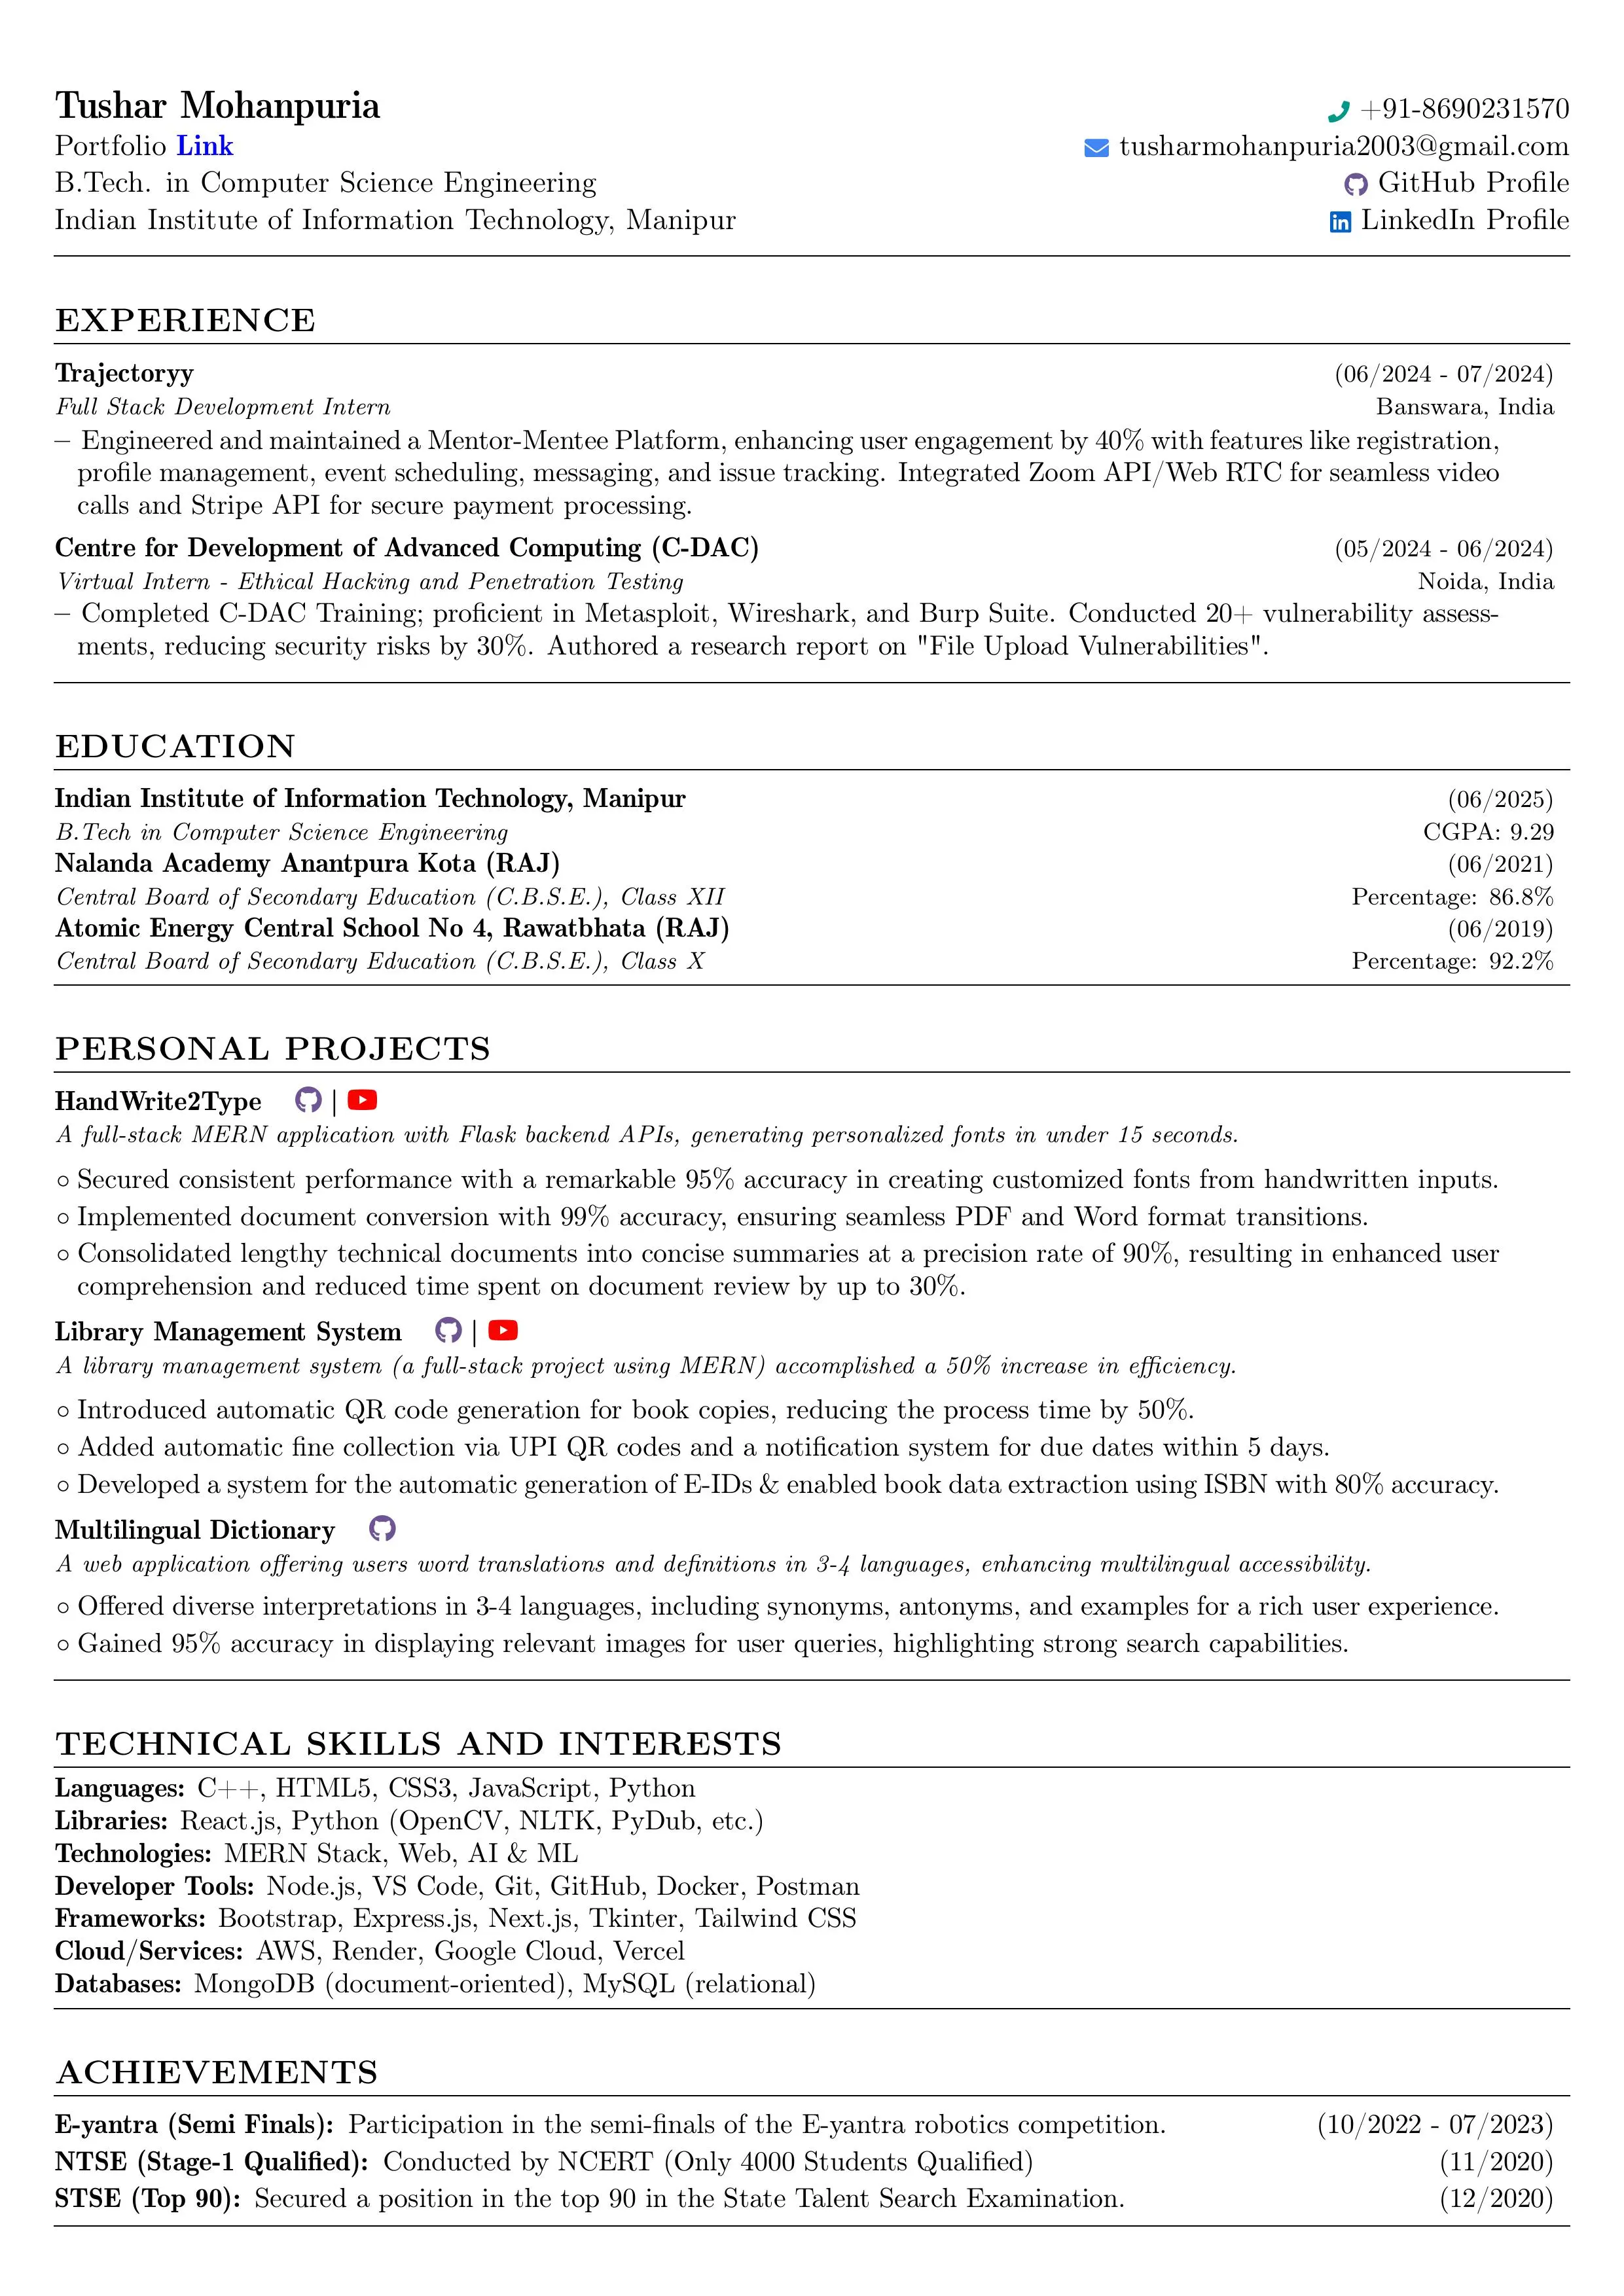 Tushar Mohanpuria
+91-8690231570
Portfolio Link
tusharmohanpuria2003@gmail.com
B.Tech. in Computer Science Engineering
GitHub Profile
Indian Institute of Information Technology, Manipur
LinkedIn Profile
EXPERIENCE
Trajectoryy (06/2024 - 07/2024)
Full Stack Development Intern Banswara, India
– Engineered and maintained a Mentor-Mentee Platform, enhancing user engagement by 40% with features like registration,
profile management, event scheduling, messaging, and issue tracking. Integrated Zoom API/Web RTC for seamless video
calls and Stripe API for secure payment processing.
Centre for Development of Advanced Computing (C-DAC) (05/2024 - 06/2024)
Virtual Intern - Ethical Hacking and Penetration Testing Noida, India
– Completed C-DAC Training; proficient in Metasploit, Wireshark, and Burp Suite. Conducted 20+ vulnerability assess-
ments, reducing security risks by 30%. Authored a research report on "File Upload Vulnerabilities".
EDUCATION
Indian Institute of Information Technology, Manipur (06/2025)
B.Tech in Computer Science Engineering CGPA: 9.29
Nalanda Academy Anantpura Kota (RAJ) (06/2021)
Central Board of Secondary Education (C.B.S.E.), Class XII Percentage: 86.8%
Atomic Energy Central School No 4, Rawatbhata (RAJ) (06/2019)
Central Board of Secondary Education (C.B.S.E.), Class X Percentage: 92.2%
PERSONAL PROJECTS
HandWrite2Type |
A full-stack MERN application with Flask backend APIs, generating personalized fonts in under 15 seconds.
◦ Secured consistent performance with a remarkable 95% accuracy in creating customized fonts from handwritten inputs.
◦ Implemented document conversion with 99% accuracy, ensuring seamless PDF and Word format transitions.
◦ Consolidated lengthy technical documents into concise summaries at a precision rate of 90%, resulting in enhanced user
comprehension and reduced time spent on document review by up to 30%.
Library Management System |
A library management system (a full-stack project using MERN) accomplished a 50% increase in efficiency.
◦ Introduced automatic QR code generation for book copies, reducing the process time by 50%.
◦ Added automatic fine collection via UPI QR codes and a notification system for due dates within 5 days.
◦ Developed a system for the automatic generation of E-IDs & enabled book data extraction using ISBN with 80% accuracy.
Multilingual Dictionary
A web application offering users word translations and definitions in 3-4 languages, enhancing multilingual accessibility.
◦ Offered diverse interpretations in 3-4 languages, including synonyms, antonyms, and examples for a rich user experience.
◦ Gained 95% accuracy in displaying relevant images for user queries, highlighting strong search capabilities.
TECHNICAL SKILLS AND INTERESTS
Languages: C++, HTML5, CSS3, JavaScript, Python
Libraries: React.js, Python (OpenCV, NLTK, PyDub, etc.)
Technologies: MERN Stack, Web, AI & ML
Developer Tools: Node.js, VS Code, Git, GitHub, Docker, Postman
Frameworks: Bootstrap, Express.js, Next.js, Tkinter, Tailwind CSS
Cloud/Services: AWS, Render, Google Cloud, Vercel
Databases: MongoDB (document-oriented), MySQL (relational)
ACHIEVEMENTS
E-yantra (Semi Finals): Participation in the semi-finals of the E-yantra robotics competition. (10/2022 - 07/2023)
NTSE (Stage-1 Qualified): Conducted by NCERT (Only 4000 Students Qualified) (11/2020)
STSE (Top 90): Secured a position in the top 90 in the State Talent Search Examination. (12/2020)